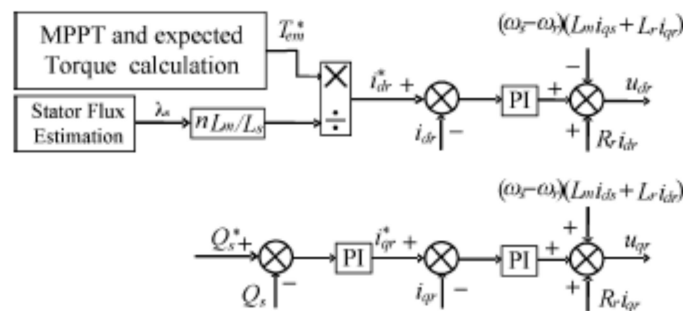 MPPT and expected
Torque calculation
T*em
×
÷
Stator Flux
Estimation
λs
nLm/Ls
i*dr +
idr −
PI
+
(ωs−ωr)(Lmiqs+Lriqr)
−
udr
+
Rridr
Q*s+
Qs
−
PI
i*qr +
iqr −
PI
+
(ωs−ωr)(Lmids+Lridr)
+
uqr
+
Rriqr